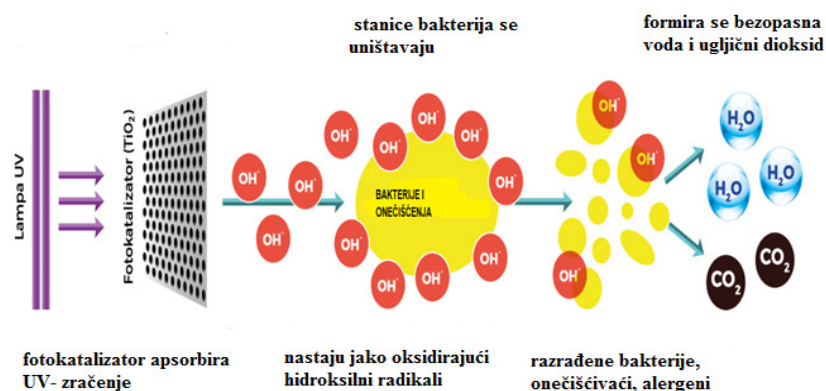 stanice bakterija se
uništavaju
formira se bezopasna
voda i ugljični dioksid
Lampa UV
Fotokatalizator (TiO₂)
OH·
OH·
OH·
OH·
OH·
OH·
OH·
OH·
OH·
OH·
OH·
OH·
OH·
OH·
BAKTERIJE I
ONEČIŠĆENJA
OH·
OH·
OH·
H₂O
H₂O
H₂O
CO₂
CO₂
fotokatalizator apsorbira
UV- zračenje
nastaju jako oksidirajući
hidroksilni radikali
razrađene bakterije,
onečišćivači, alergeni